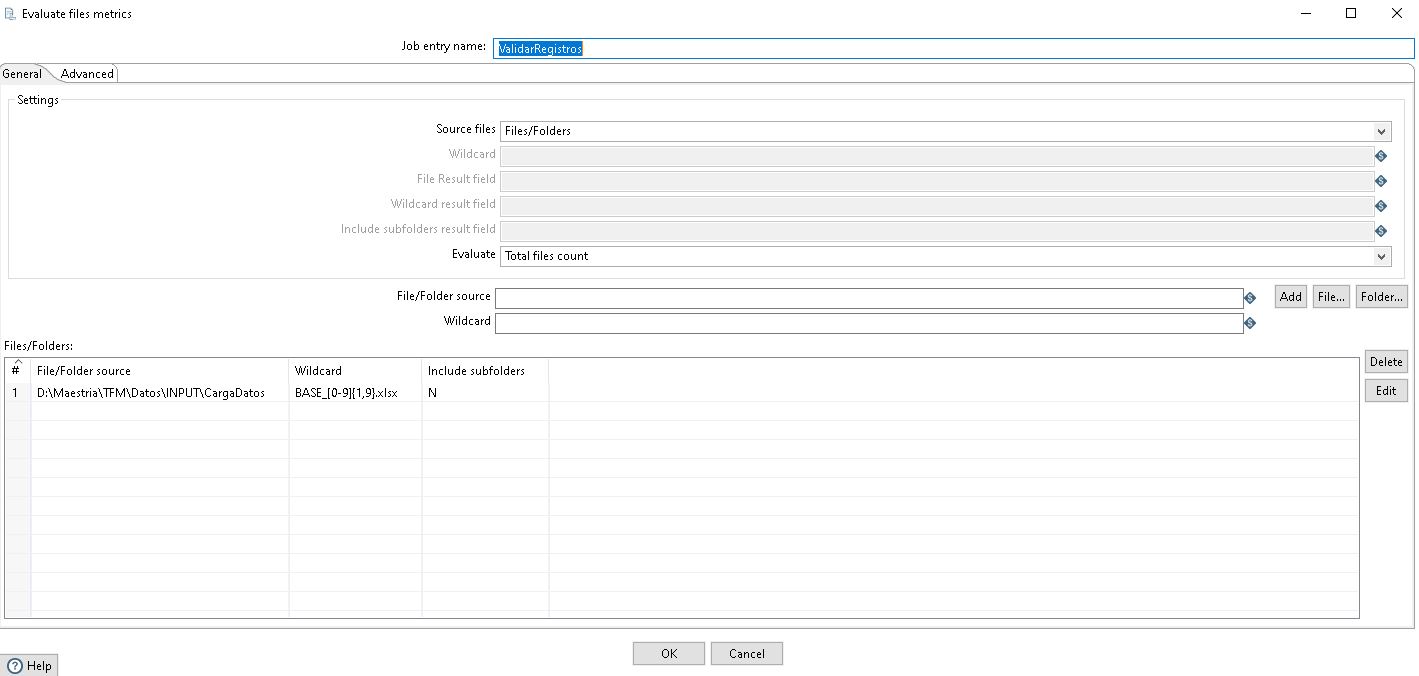 Evaluate files metrics
Job entry name: ValidarRegistros
General Advanced
Settings
Source files Files/Folders
Wildcard
File Result field
Wildcard result field
Include subfolders result field
Evaluate Total files count
File/Folder source Add File... Folder...
Wildcard
Files/Folders:
# File/Folder source Wildcard Include subfolders Delete
1 D:\Maestria\TFM\Datos\INPUT\CargaDatos BASE_[0-9]{1,9}.xlsx N Edit
OK Cancel
Help